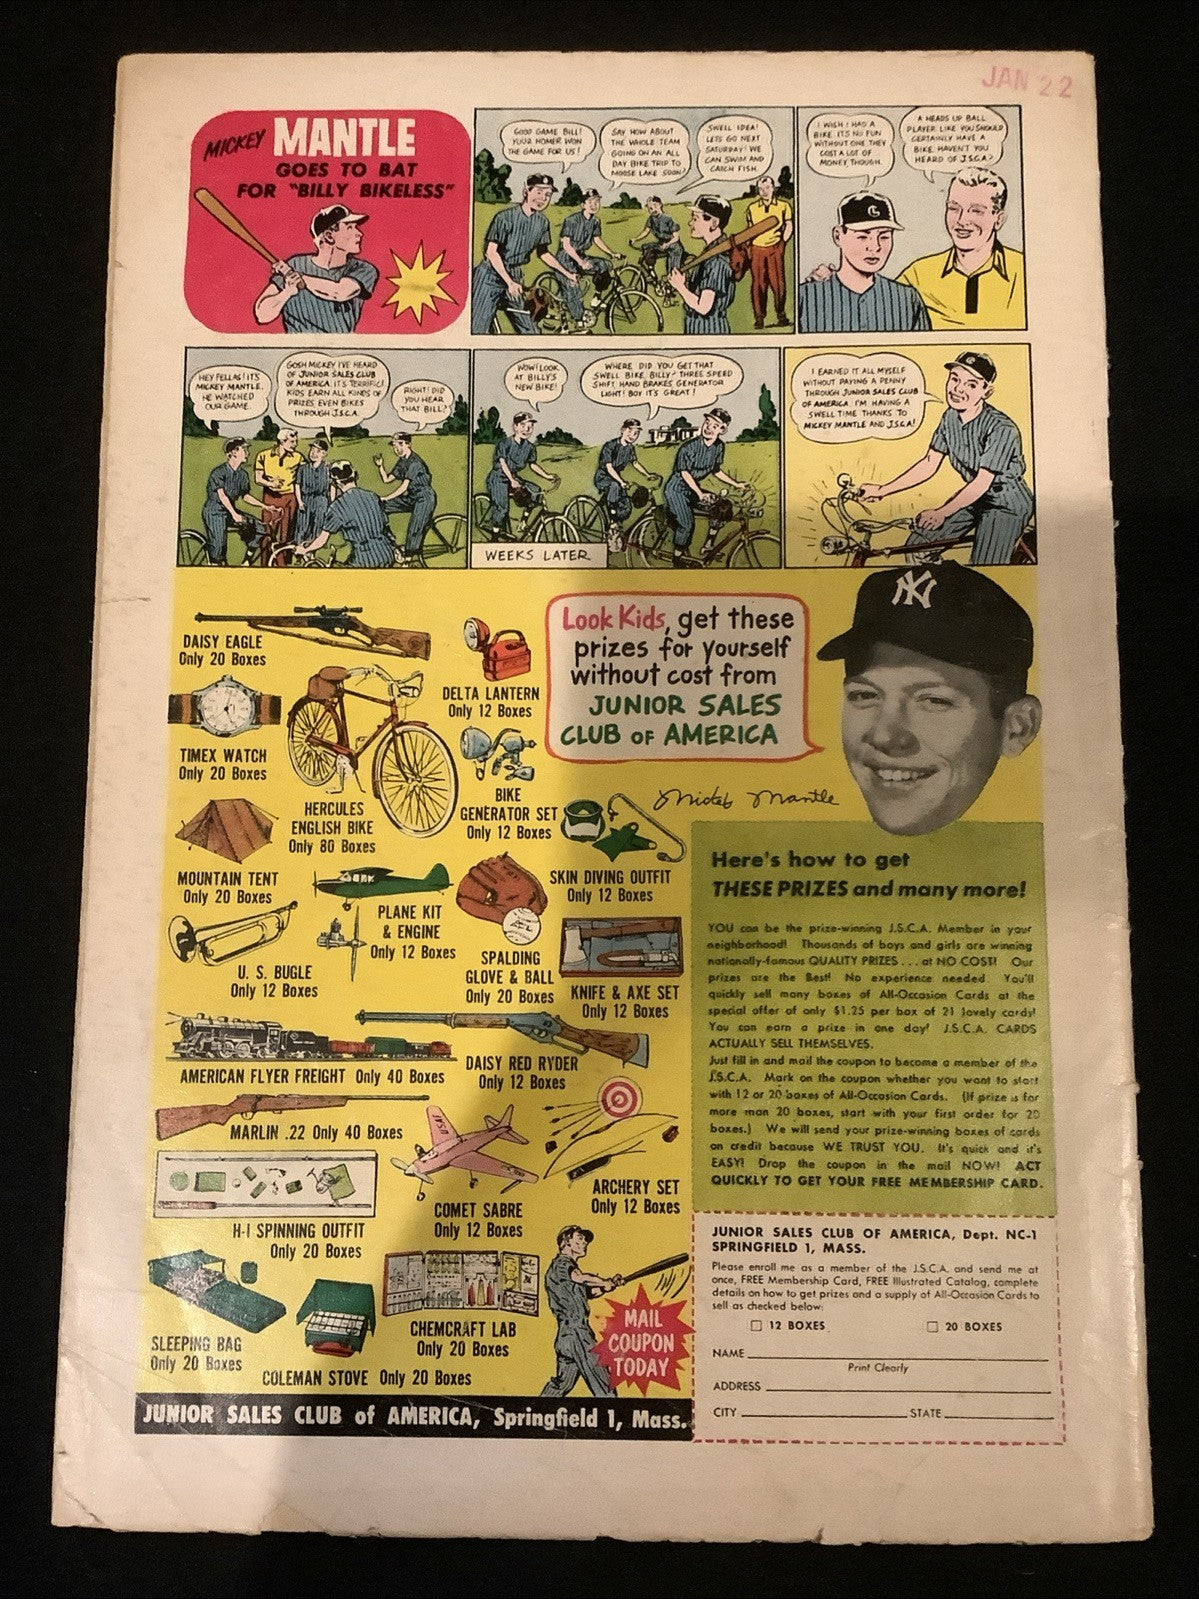 JAN 22
MICKEY MANTLE
GOES TO BAT
FOR "BILLY BIKELESS"
GOOD GAME BILL!
YOUR HOMER WON
THE GAME FOR US!
SAY HOW ABOUT
THE WHOLE TEAM
GOING ON AN ALL
DAY BIKE TRIP TO
MOOSE LAKE SOON!
SWELL IDEA!
LETS GO NEXT
SATURDAY! WE
CAN SWIM AND
CATCH FISH.
I WISH I HAD A
BIKE ITS NO FUN
WITHOUT ONE THEY
COST A LOT OF
MONEY THOUGH.
A HEADS UP BALL
PLAYER LIKE YOU SHOULD
CERTAINLY HAVE A
BIKE. HAVEN'T YOU
HEARD OF J.S.C.A.?
G
HEY FELLAS! IT'S
MICKEY MANTLE.
HE WATCHED
OUR GAME.
GOSH MICKEY I'VE HEARD
OF JUNIOR SALES CLUB
OF AMERICA. IT'S TERRIFIC!
KIDS EARN ALL KINDS OF
PRIZES, EVEN BIKES
THROUGH J.S.C.A.
RIGHT! DID
YOU HEAR
THAT BILL?
WOW! LOOK
AT BILLY'S
NEW BIKE!
WHERE DID YOU GET THAT
SWELL BIKE, BILLY? THREE SPEED
SHIFT, HAND BRAKES GENERATOR
LIGHT! BOY IT'S GREAT!
WEEKS LATER
I EARNED IT ALL MYSELF
WITHOUT PAYING A PENNY
THROUGH JUNIOR SALES CLUB
OF AMERICA. I'M HAVING A
SWELL TIME THANKS TO
MICKEY MANTLE AND J.S.C.A!
Look Kids, get these
prizes for yourself
without cost from
JUNIOR SALES
CLUB OF AMERICA
NY
Mickey Mantle
DAISY EAGLE
Only 20 Boxes
DELTA LANTERN
Only 12 Boxes
TIMEX WATCH
Only 20 Boxes
HERCULES
ENGLISH BIKE
Only 80 Boxes
BIKE
GENERATOR SET
Only 12 Boxes
MOUNTAIN TENT
Only 20 Boxes
PLANE KIT
& ENGINE
Only 12 Boxes
SKIN DIVING OUTFIT
Only 12 Boxes
U. S. BUGLE
Only 12 Boxes
SPALDING
GLOVE & BALL
Only 20 Boxes
KNIFE & AXE SET
Only 12 Boxes
AMERICAN FLYER FREIGHT Only 40 Boxes
DAISY RED RYDER
Only 12 Boxes
MARLIN .22 Only 40 Boxes
USAF
COMET SABRE
Only 12 Boxes
ARCHERY SET
Only 12 Boxes
H-I SPINNING OUTFIT
Only 20 Boxes
SLEEPING BAG
Only 20 Boxes
COLEMAN STOVE Only 20 Boxes
CHEMCRAFT LAB
Only 20 Boxes
MAIL
COUPON
TODAY
JUNIOR SALES CLUB of AMERICA, Springfield 1, Mass.
Here's how to get
THESE PRIZES and many more!
YOU can be the prize-winning J.S.C.A. Member in your
neighborhood! Thousands of boys and girls are winning
nationally-famous QUALITY PRIZES . . . at NO COST! Our
prizes are the Best! No experience needed. You'll
quickly sell many boxes of All-Occasion Cards at the
special offer of only $1.25 per box of 21 lovely cards!
You can earn a prize in one day! J.S.C.A. CARDS
ACTUALLY SELL THEMSELVES.
Just fill in and mail the coupon to become a member of the
J.S.C.A. Mark on the coupon whether you want to start
with 12 or 20 boxes of All-Occasion Cards. (If prize is for
more than 20 boxes, start with your first order for 20
boxes.) We will send your prize-winning boxes of cards
on credit because WE TRUST YOU. It's quick and it's
EASY! Drop the coupon in the mail NOW! ACT
QUICKLY TO GET YOUR FREE MEMBERSHIP CARD.
JUNIOR SALES CLUB OF AMERICA, Dept. NC-1
SPRINGFIELD 1, MASS.
Please enroll me as a member of the J.S.C.A. and send me at
once, FREE Membership Card, FREE Illustrated Catalog, complete
details on how to get prizes and a supply of All-Occasion Cards to
sell as checked below:
12 BOXES 20 BOXES
NAME
Print Clearly
ADDRESS
CITY STATE